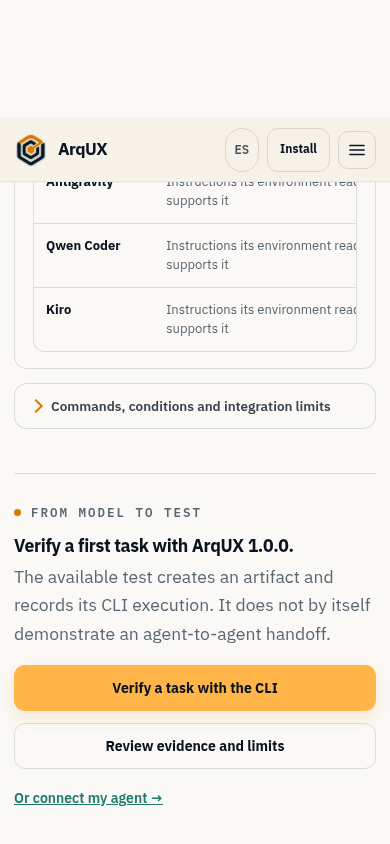 ArqUX
ES
Install
Antigravity
Instructions its environment
supports it
Qwen Coder
Instructions its environment
supports it
Kiro
Instructions its environment
supports it
Commands, conditions and integration limits
FROM MODEL TO TEST
Verify a first task with ArqUX 1.0.0.
The available test creates an artifact and
records its CLI execution. It does not by itself
demonstrate an agent-to-agent handoff.
Verify a task with the CLI
Review evidence and limits
Or connect my agent →